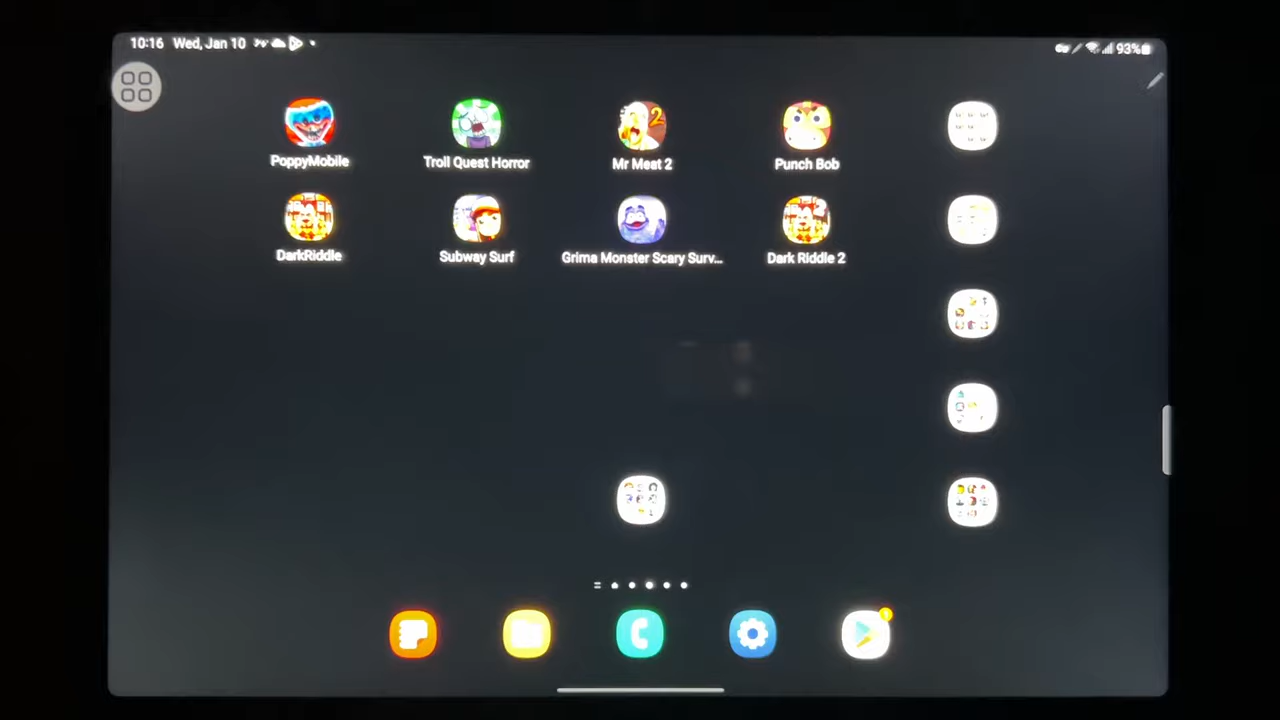 10:16 Wed, Jan 10
93%
PoppyMobile
Troll Quest Horror
Mr Meat 2
Punch Bob
DarkRiddle
Subway Surf
Grima Monster Scary Surv...
Dark Riddle 2